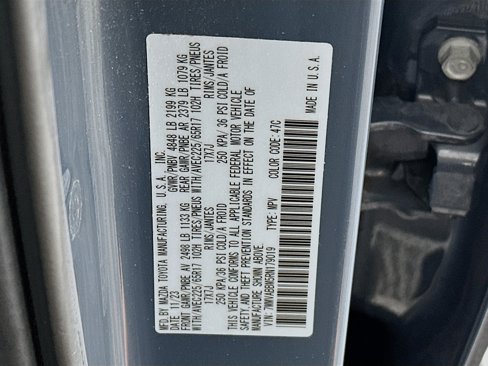 MFD. BY MAZDA TOYOTA MANUFACTURING, U.S.A., INC.
11/23 GVWR/PNBV 4848 LB 2199 KG
FRONT GAWR/PNBE AV 2498 LB 1133 KG REAR GAWR/PNBE AR 2379 LB 1079 KG
WITH/AVEC225/65R17 102H TIRES/PNEUS WITH/AVEC225/65R17 102H TIRES/PNEUS
17X7J RIMS/JANTES 17X7J RIMS/JANTES
250 KPA/36 PSI COLD/A FROID 250 KPA/36 PSI COLD/A FROID
THIS VEHICLE CONFORMS TO ALL APPLICABLE FEDERAL MOTOR VEHICLE
SAFETY, AND THEFT PREVENTION STANDARDS IN EFFECT ON THE DATE OF
MANUFACTURE SHOWN ABOVE.
TYPE: MPV COLOR CODE: 47C MADE IN U.S.A.